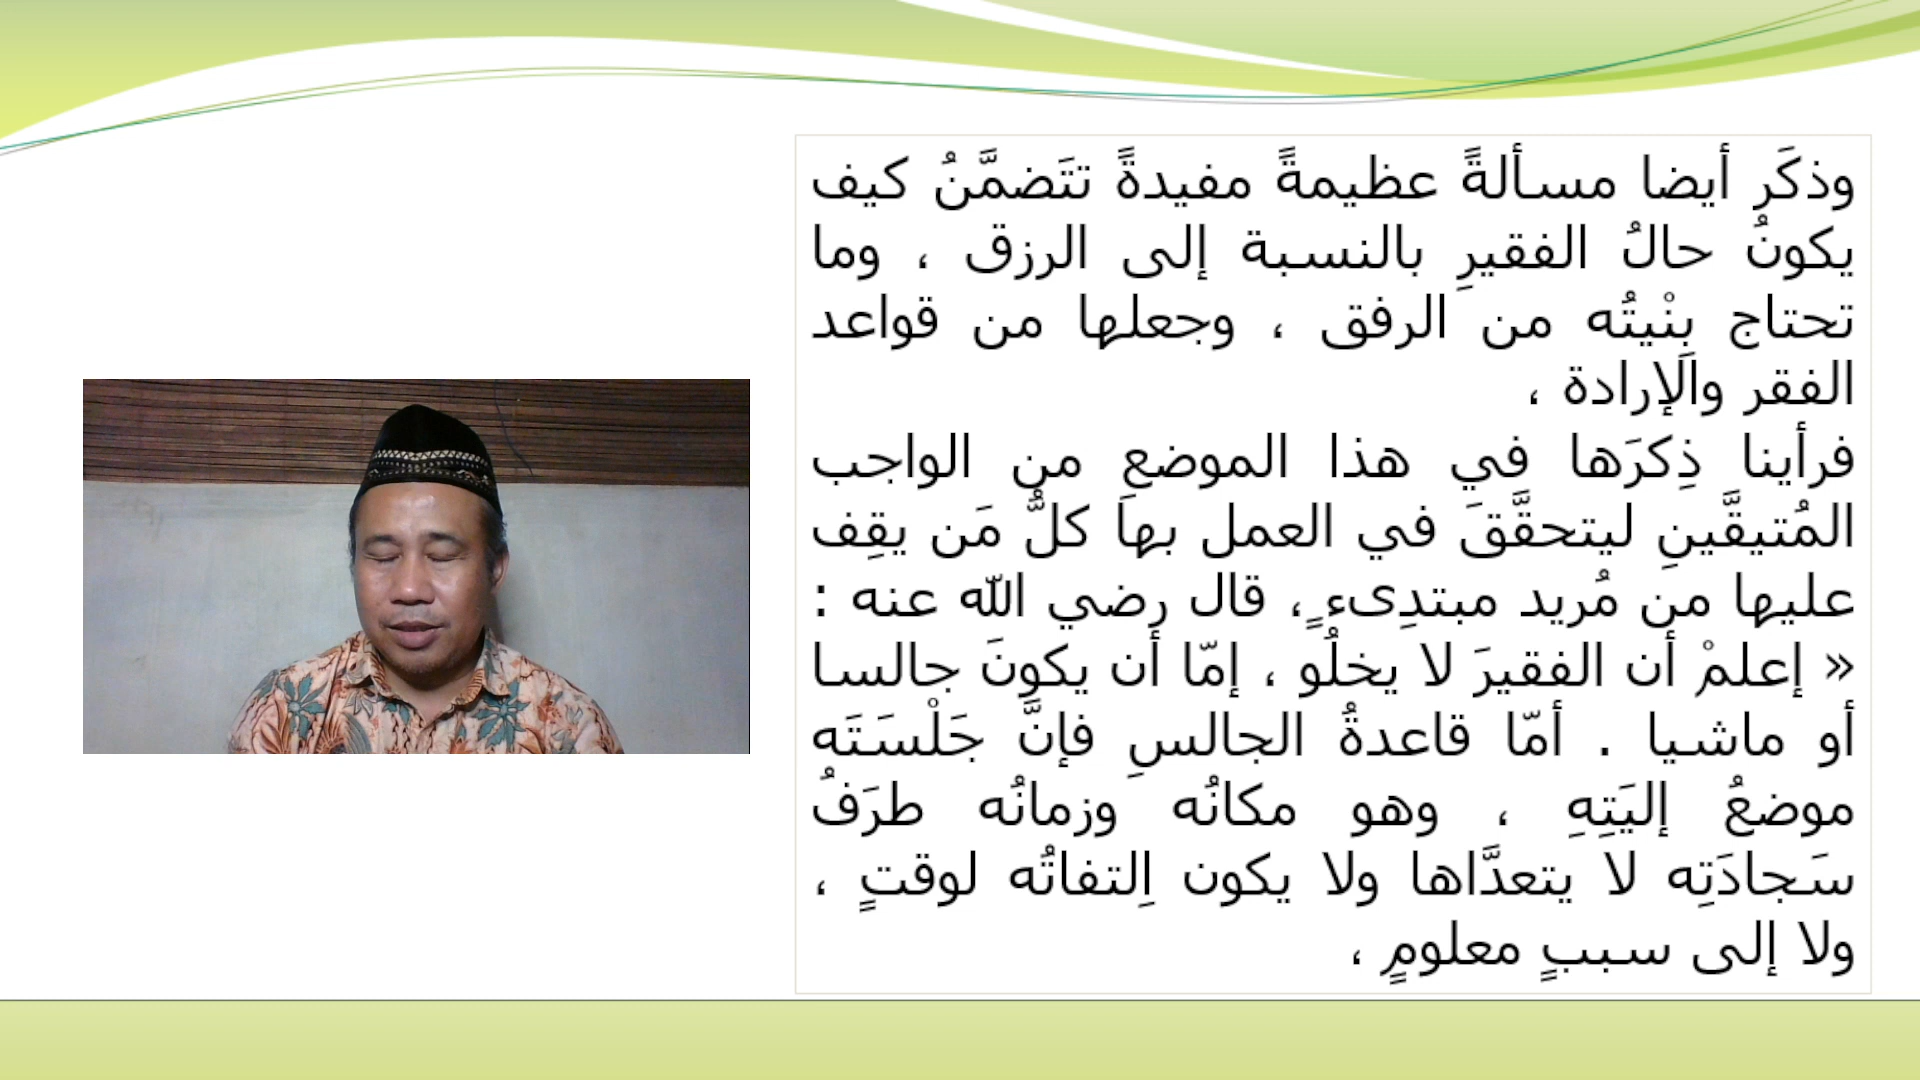 وذكَر أيضا مسألةً عظيمةً مفيدةً تتَضمَّنُ كيف
يكونُ حالُ الفقيرِ بالنسبة إلى الرزق ، وما
تحتاج بِنْيتُه من الرفق ، وجعلها من قواعد
الفقر والإرادة ،
فرأينا ذِكرَها في هذا الموضعِ من الواجب
المُتيقَّينِ ليتحقَّقَ في العمل بها كلُّ مَن يقِف
عليها من مُريد مبتدِىءٍ ، قال رضي الله عنه :
« إعلمْ أن الفقيرَ لا يخلُو ، إمّا أن يكونَ جالسا
أو ماشيا . أمّا قاعدةُ الجالسِ فإنَّ جَلْسَتَه
موضعُ إليَتِهِ ، وهو مكانُه وزمانُه طرَفُ
سَجادَتِه لا يتعدَّاها ولا يكون اِلتفاتُه لوقتٍ ،
ولا إلى سببٍ معلومٍ ،